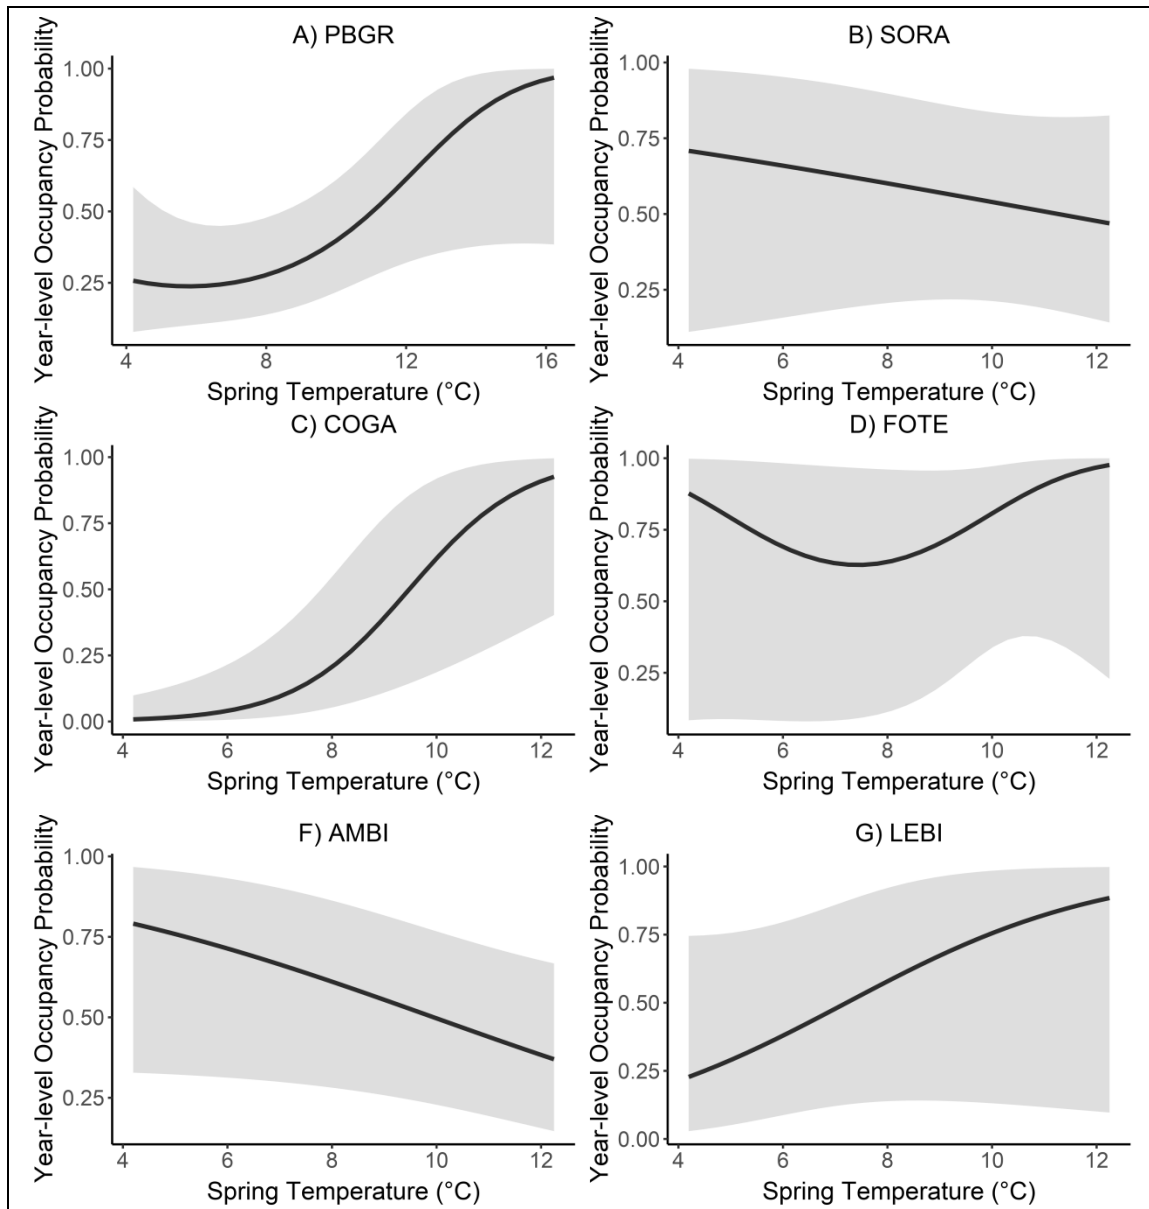 A) PBGR
Year-level Occupancy Probability
1.00
0.75
0.50
0.25
4 8 12 16
Spring Temperature (°C)
B) SORA
Year-level Occupancy Probability
1.00
0.75
0.50
0.25
4 6 8 10 12
Spring Temperature (°C)
C) COGA
Year-level Occupancy Probability
1.00
0.75
0.50
0.25
0.00
4 6 8 10 12
Spring Temperature (°C)
D) FOTE
Year-level Occupancy Probability
1.00
0.75
0.50
0.25
4 6 8 10 12
Spring Temperature (°C)
F) AMBI
Year-level Occupancy Probability
1.00
0.75
0.50
0.25
4 6 8 10 12
Spring Temperature (°C)
G) LEBI
Year-level Occupancy Probability
1.00
0.75
0.50
0.25
0.00
4 6 8 10 12
Spring Temperature (°C)